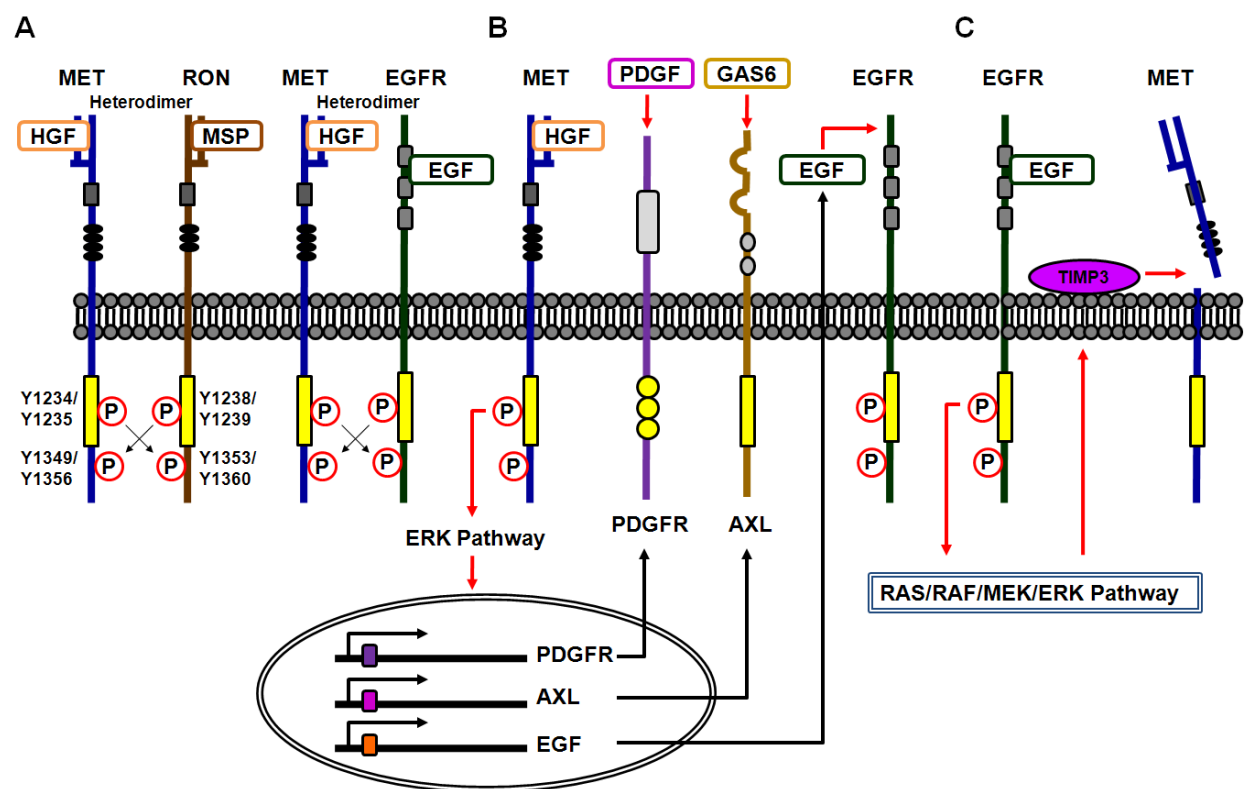 A
B
C
MET
RON
MET
EGFR
MET
PDGF
GAS6
EGFR
EGFR
MET
Heterodimer
Heterodimer
HGF
MSP
HGF
EGF
HGF
EGF
EGF
TIMP3
Y1234/
Y1235
P
P
Y1238/
Y1239
P
P
P
P
P
Y1349/
Y1356
P
P
Y1353/
Y1360
P
P
P
P
ERK Pathway
PDGFR
AXL
RAS/RAF/MEK/ERK Pathway
PDGFR
AXL
EGF